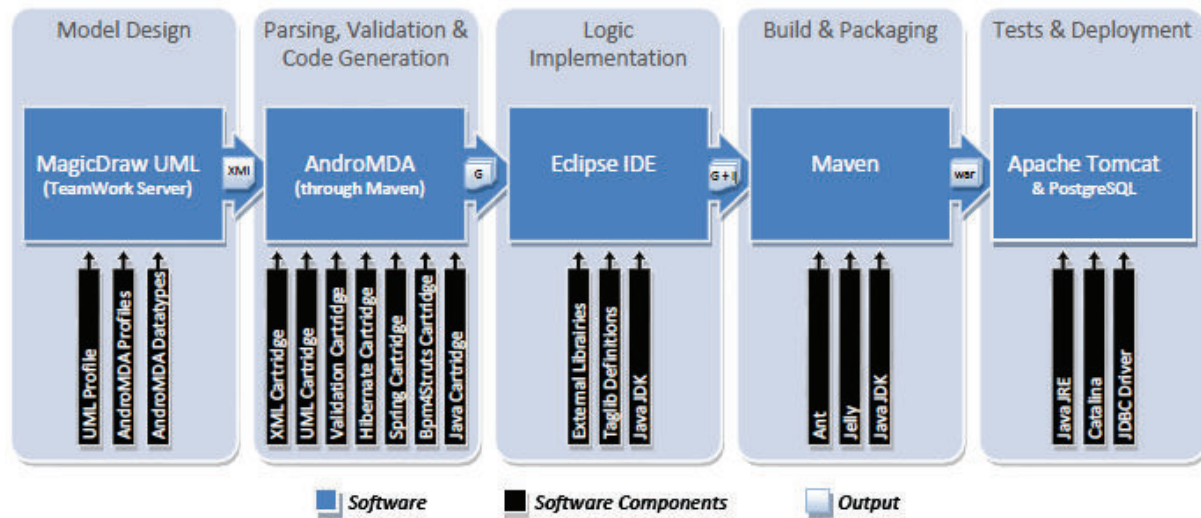 Model Design
Parsing, Validation &
Code Generation
Logic
Implementation
Build & Packaging
Tests & Deployment
MagicDraw UML
(TeamWork Server)
XMI
AndroMDA
(through Maven)
G
Eclipse IDE
G + I
Maven
war
Apache Tomcat
& PostgreSQL
UML Profile
AndroMDA Profiles
AndroMDA Datatypes
XML Cartridge
UML Cartridge
Validation Cartridge
Hibernate Cartridge
Spring Cartridge
Bpm4Struts Cartridge
Java Cartridge
External Librairies
Taglib Definitions
Java JDK
Ant
Jelly
Java JDK
Java JRE
Catalina
JDBC Driver
Software
Software Components
Output